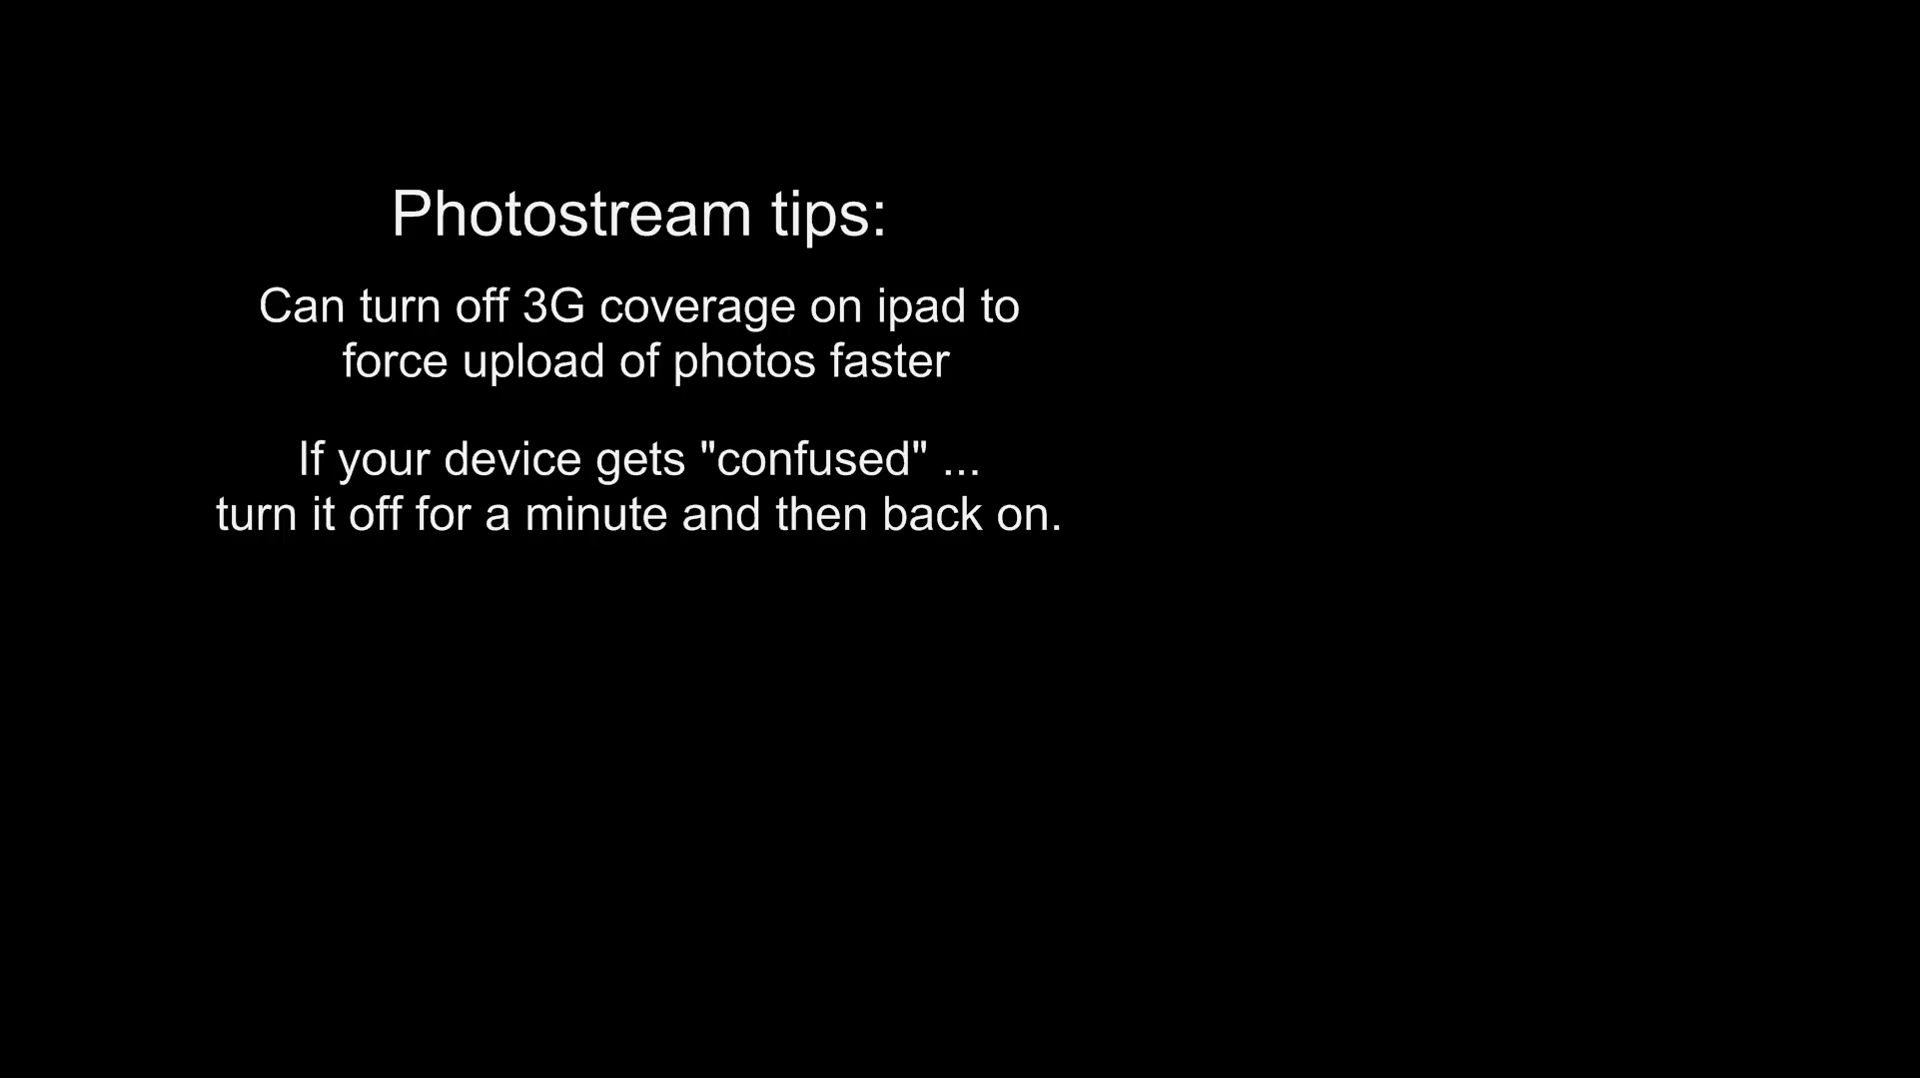 Photostream tips:
Can turn off 3G coverage on ipad to
force upload of photos faster
If your device gets "confused" ...
turn it off for a minute and then back on.